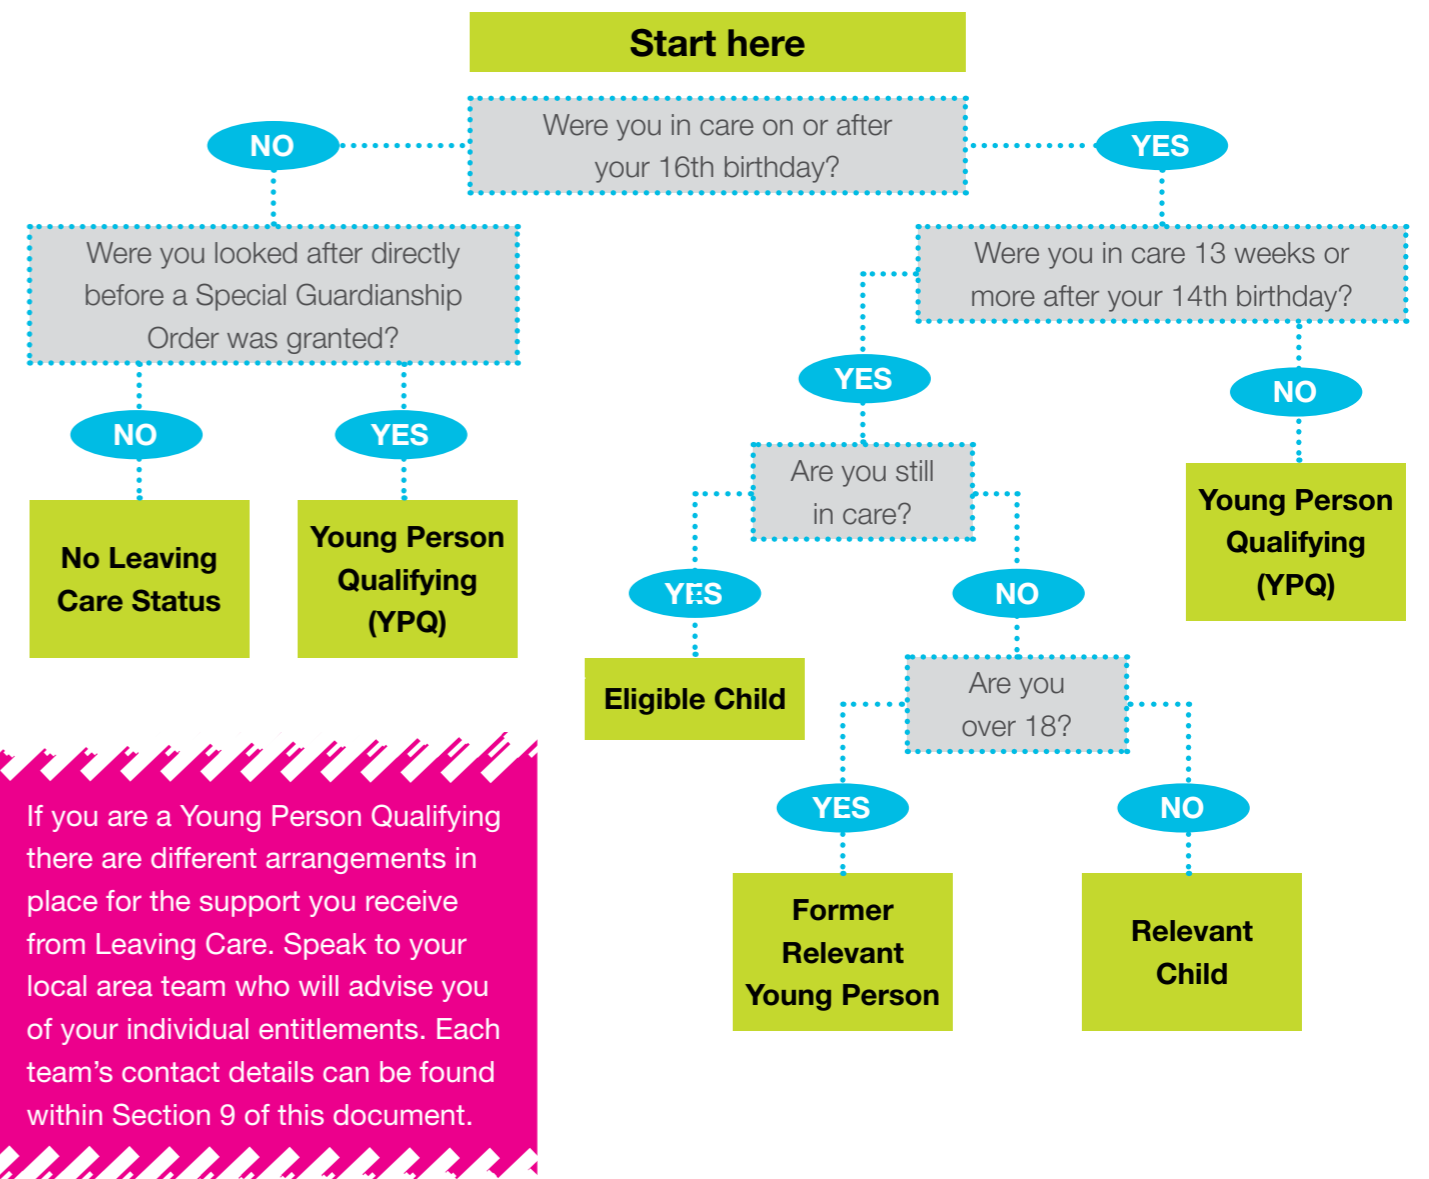 Start here
Were you in care on or after
your 16th birthday?
NO
YES
Were you looked after directly
before a Special Guardianship
Order was granted?
NO
YES
No Leaving
Care Status
Young Person
Qualifying
(YPQ)
Were you in care 13 weeks or
more after your 14th birthday?
YES
NO
Young Person
Qualifying
(YPQ)
Are you still
in care?
YES
NO
Eligible Child
Are you
over 18?
YES
NO
Former
Relevant
Young Person
Relevant
Child
If you are a Young Person Qualifying
there are different arrangements in
place for the support you receive
from Leaving Care. Speak to your
local area team who will advise you
of your individual entitlements. Each
team’s contact details can be found
within Section 9 of this document.